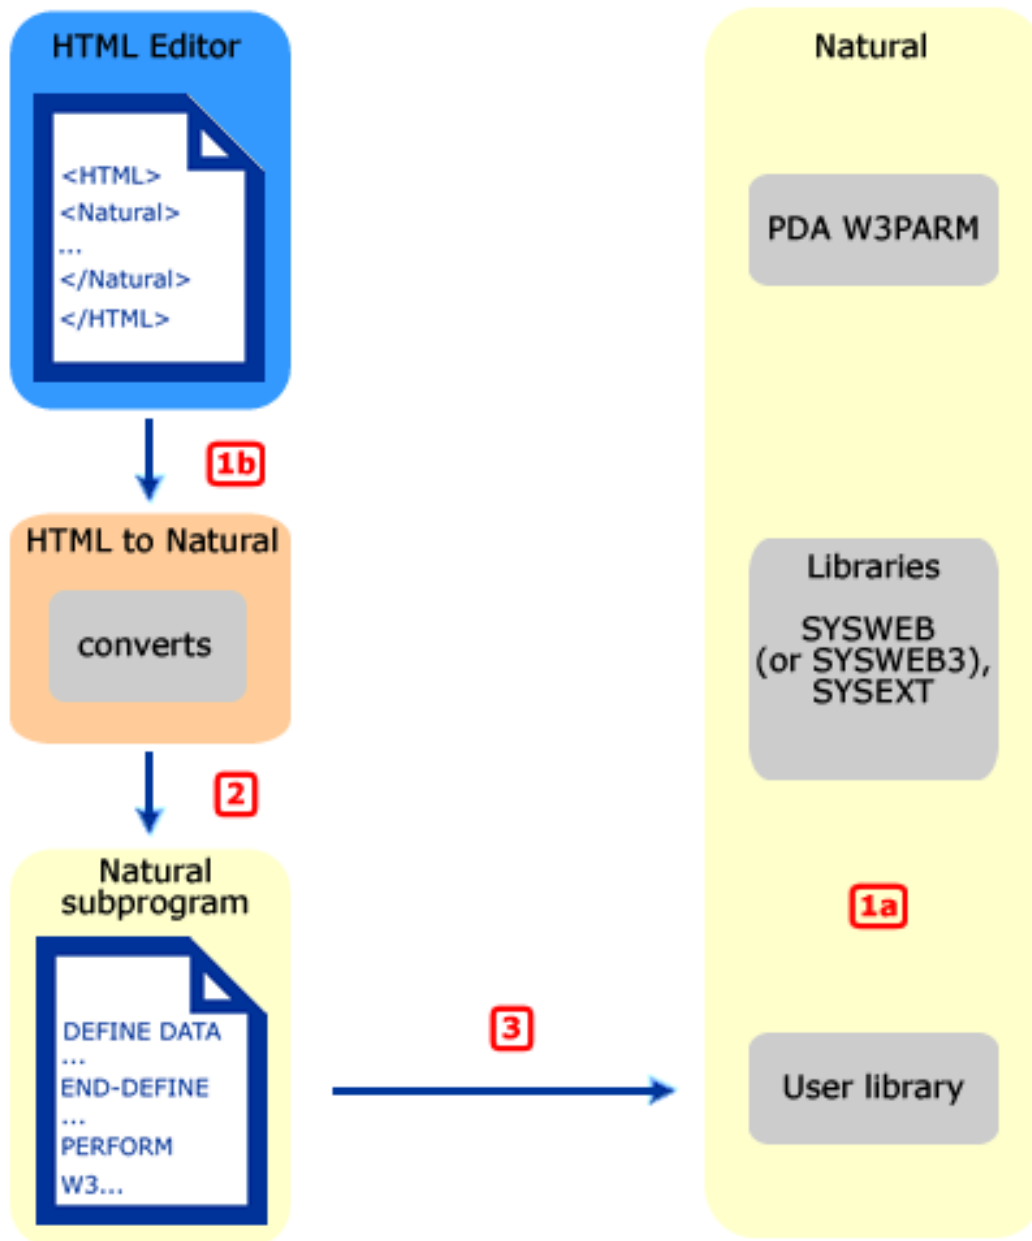 HTML Editor
<HTML>
<Natural>
...
</Natural>
</HTML>
1b
HTML to Natural
converts
2
Natural
subprogram
DEFINE DATA
...
END-DEFINE
...
PERFORM
W3...
3
Natural
PDA W3PARM
Libraries
SYSWEB
(or SYSWEB3),
SYSEXT
1a
User library